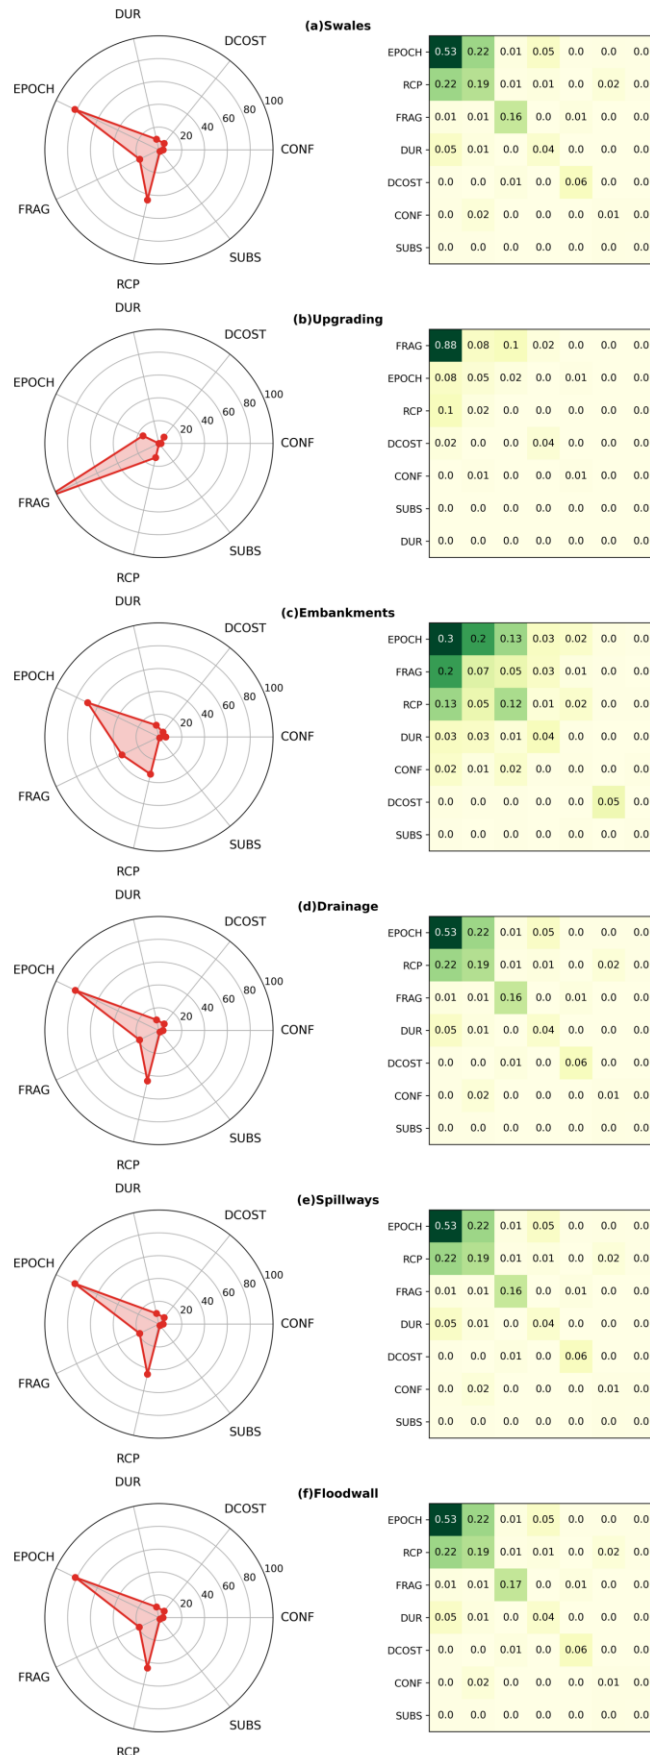 DUR
DCOST
(a)Swales
EPOCH
100
80
60
40
20
CONF
FRAG
SUBS
RCP
EPOCH 0.53 0.22 0.01 0.05 0.0 0.0 0.0
RCP 0.22 0.19 0.01 0.01 0.0 0.02 0.0
FRAG 0.01 0.01 0.16 0.0 0.01 0.0 0.0
DUR 0.05 0.01 0.0 0.04 0.0 0.0 0.0
DCOST 0.0 0.0 0.01 0.0 0.06 0.0 0.0
CONF 0.0 0.02 0.0 0.0 0.0 0.01 0.0
SUBS 0.0 0.0 0.0 0.0 0.0 0.0 0.0
DUR
DCOST
(b)Upgrading
EPOCH
100
80
60
40
20
CONF
FRAG
SUBS
RCP
FRAG 0.88 0.08 0.1 0.02 0.0 0.0 0.0
EPOCH 0.08 0.05 0.02 0.0 0.01 0.0 0.0
RCP 0.1 0.02 0.0 0.0 0.0 0.0 0.0
DCOST 0.02 0.0 0.0 0.04 0.0 0.0 0.0
CONF 0.0 0.01 0.0 0.0 0.01 0.0 0.0
SUBS 0.0 0.0 0.0 0.0 0.0 0.0 0.0
DUR 0.0 0.0 0.0 0.0 0.0 0.0 0.0
DUR
DCOST
(c)Embankments
EPOCH
100
80
60
40
20
CONF
FRAG
SUBS
RCP
EPOCH 0.3 0.2 0.13 0.03 0.02 0.0 0.0
FRAG 0.2 0.07 0.05 0.03 0.01 0.0 0.0
RCP 0.13 0.05 0.12 0.01 0.02 0.0 0.0
DUR 0.03 0.03 0.01 0.04 0.0 0.0 0.0
CONF 0.02 0.01 0.02 0.0 0.0 0.0 0.0
DCOST 0.0 0.0 0.0 0.0 0.0 0.05 0.0
SUBS 0.0 0.0 0.0 0.0 0.0 0.0 0.0
DUR
DCOST
(d)Drainage
EPOCH
100
80
60
40
20
CONF
FRAG
SUBS
RCP
EPOCH 0.53 0.22 0.01 0.05 0.0 0.0 0.0
RCP 0.22 0.19 0.01 0.01 0.0 0.02 0.0
FRAG 0.01 0.01 0.16 0.0 0.01 0.0 0.0
DUR 0.05 0.01 0.0 0.04 0.0 0.0 0.0
DCOST 0.0 0.0 0.01 0.0 0.06 0.0 0.0
CONF 0.0 0.02 0.0 0.0 0.0 0.01 0.0
SUBS 0.0 0.0 0.0 0.0 0.0 0.0 0.0
DUR
DCOST
(e)Spillways
EPOCH
100
80
60
40
20
CONF
FRAG
SUBS
RCP
EPOCH 0.53 0.22 0.01 0.05 0.0 0.0 0.0
RCP 0.22 0.19 0.01 0.01 0.0 0.02 0.0
FRAG 0.01 0.01 0.16 0.0 0.01 0.0 0.0
DUR 0.05 0.01 0.0 0.04 0.0 0.0 0.0
DCOST 0.0 0.0 0.01 0.0 0.06 0.0 0.0
CONF 0.0 0.02 0.0 0.0 0.0 0.01 0.0
SUBS 0.0 0.0 0.0 0.0 0.0 0.0 0.0
DUR
DCOST
(f)Floodwall
EPOCH
100
80
60
40
20
CONF
FRAG
SUBS
RCP
EPOCH 0.53 0.22 0.01 0.05 0.0 0.0 0.0
RCP 0.22 0.19 0.01 0.01 0.0 0.02 0.0
FRAG 0.01 0.01 0.17 0.0 0.01 0.0 0.0
DUR 0.05 0.01 0.0 0.04 0.0 0.0 0.0
DCOST 0.0 0.0 0.01 0.0 0.06 0.0 0.0
CONF 0.0 0.02 0.0 0.0 0.0 0.01 0.0
SUBS 0.0 0.0 0.0 0.0 0.0 0.0 0.0